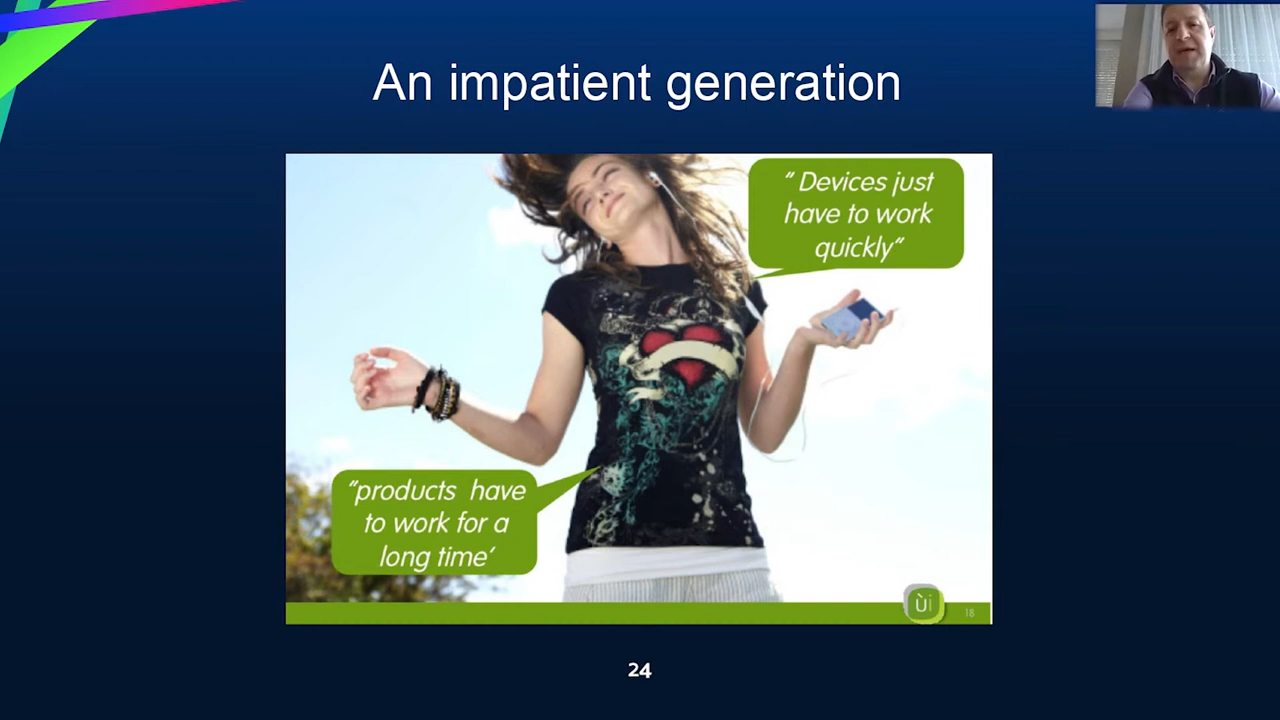 An impatient generation
“ Devices just
have to work
quickly“
“products have
to work for a
long time’
ùi
18
24